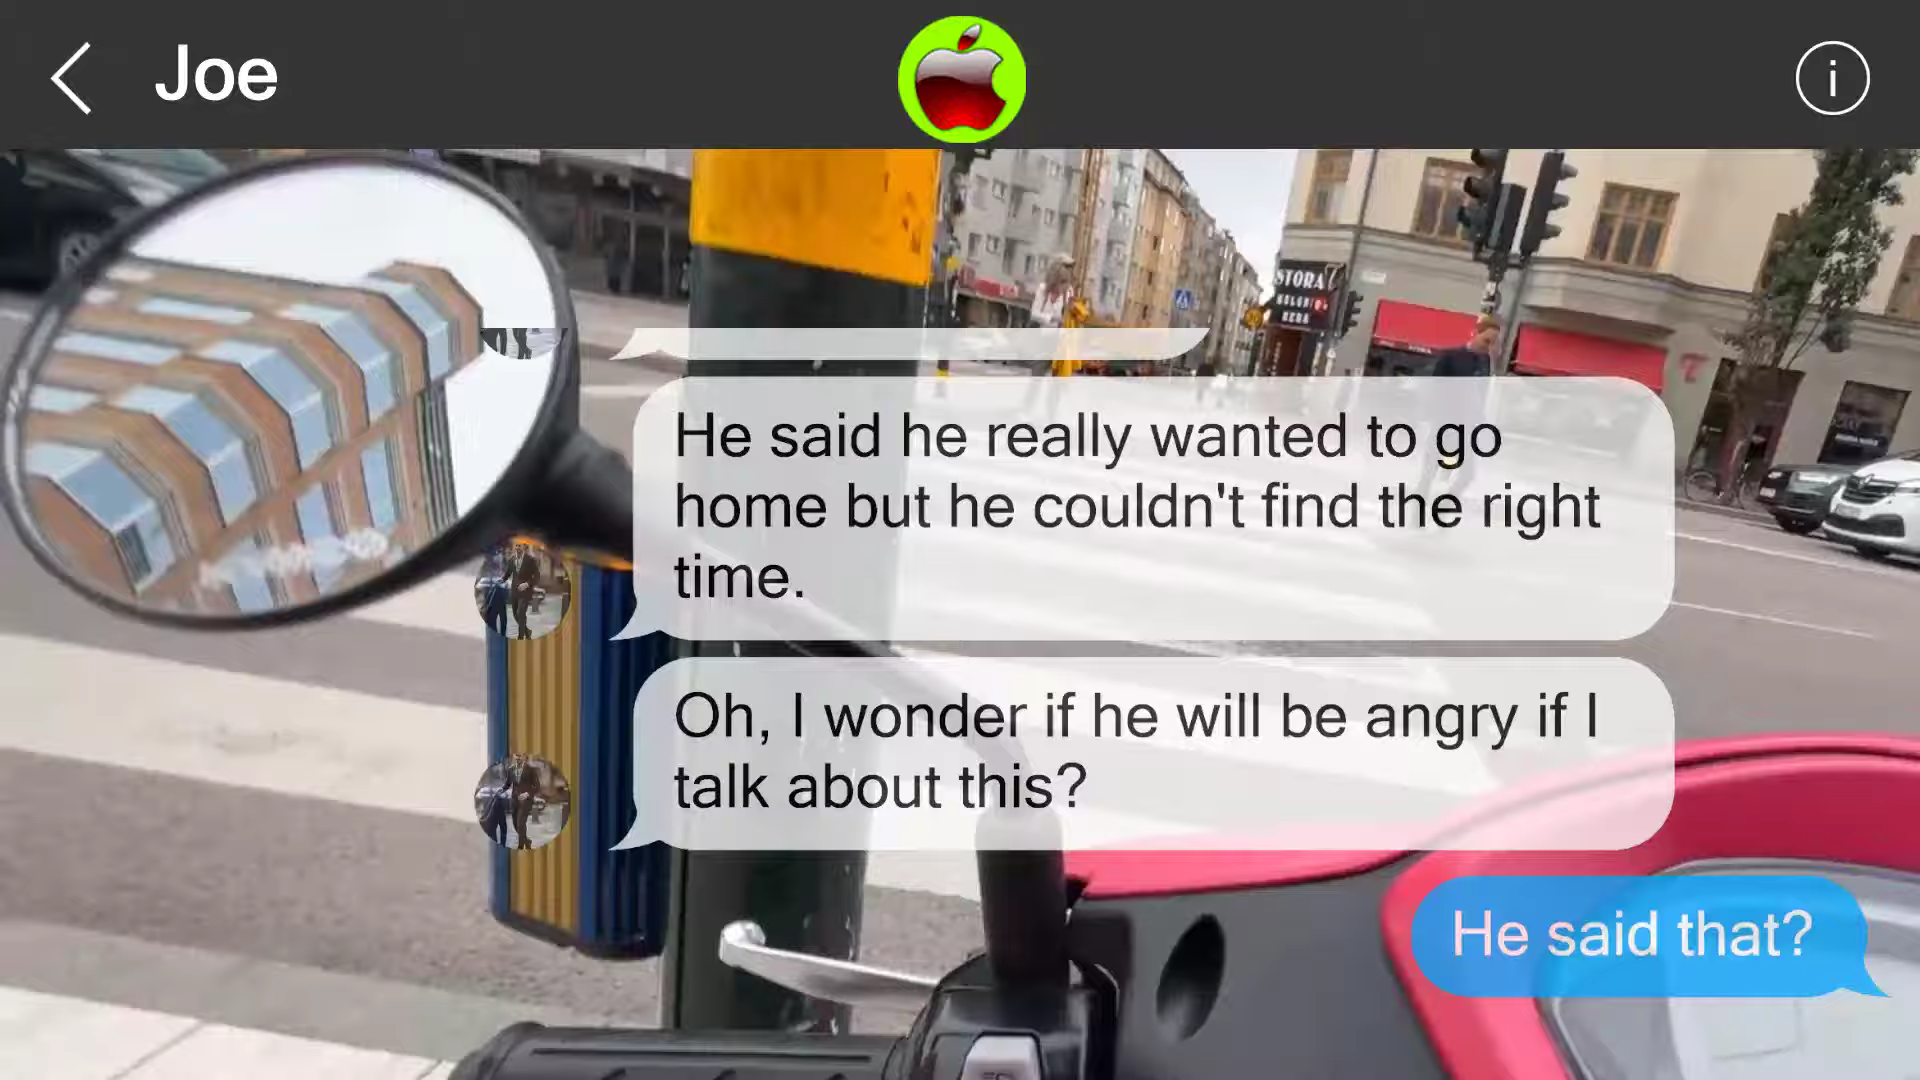 Joe
i
STORA
He said he really wanted to go
home but he couldn't find the right
time.
Oh, I wonder if he will be angry if I
talk about this?
He said that?